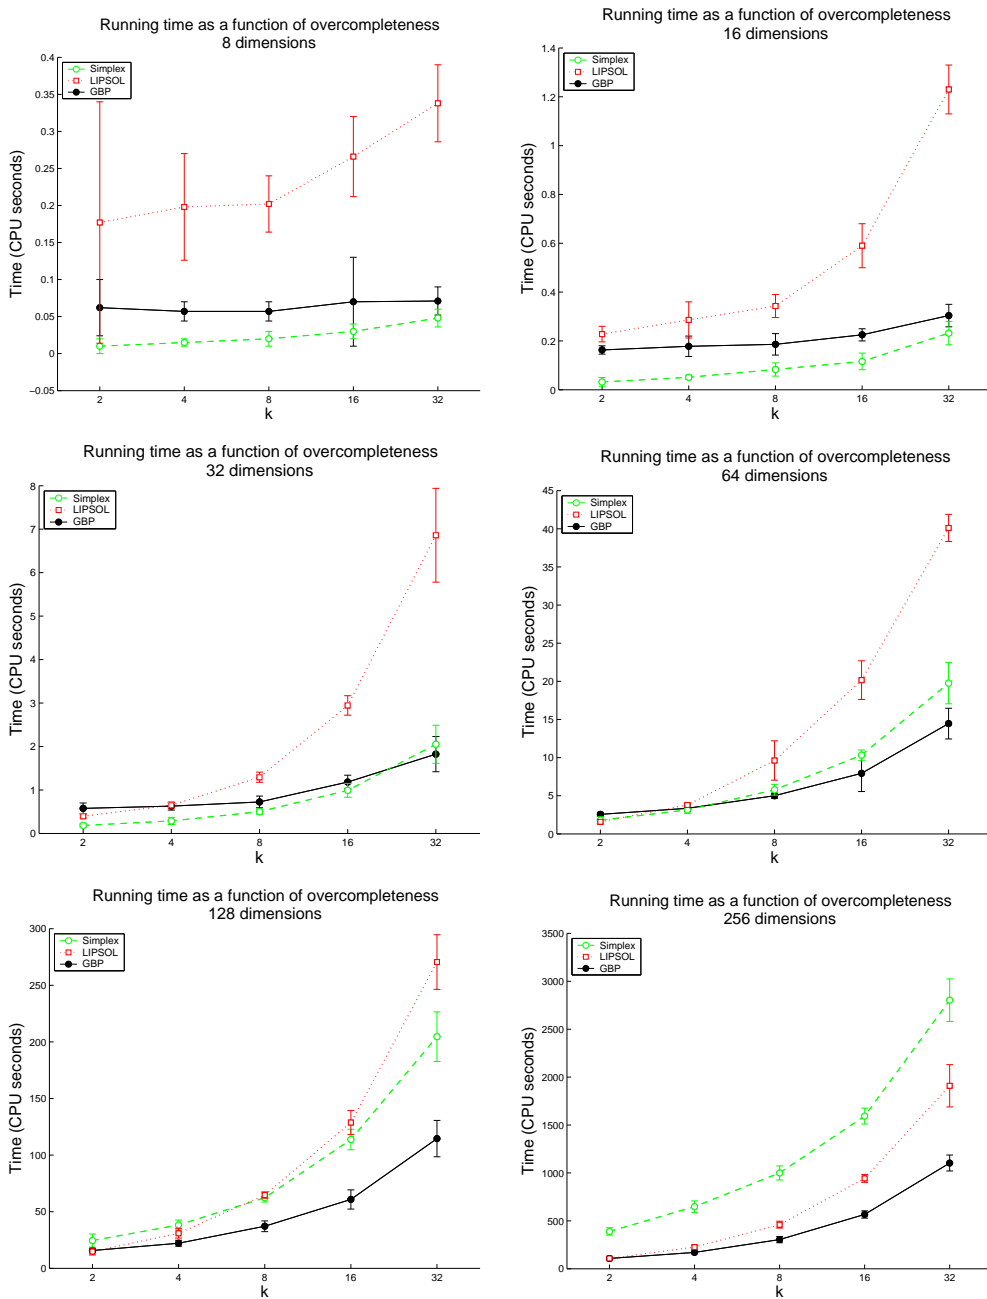 Running time as a function of overcompleteness
8 dimensions
Simplex
LIPSOL
GBP
Time (CPU seconds)
0.4
0.35
0.3
0.25
0.2
0.15
0.1
0.05
0
−0.05
2 4 8 16 32
k
Running time as a function of overcompleteness
16 dimensions
Simplex
LIPSOL
GBP
Time (CPU seconds)
1.4
1.2
1
0.8
0.6
0.4
0.2
0
2 4 8 16 32
k
Running time as a function of overcompleteness
32 dimensions
Simplex
LIPSOL
GBP
Time (CPU seconds)
8
7
6
5
4
3
2
1
0
2 4 8 16 32
k
Running time as a function of overcompleteness
64 dimensions
Simplex
LIPSOL
GBP
Time (CPU seconds)
45
40
35
30
25
20
15
10
5
0
2 4 8 16 32
k
Running time as a function of overcompleteness
128 dimensions
Simplex
LIPSOL
GBP
Time (CPU seconds)
300
250
200
150
100
50
0
2 4 8 16 32
k
Running time as a function of overcompleteness
256 dimensions
Simplex
LIPSOL
GBP
Time (CPU seconds)
3500
3000
2500
2000
1500
1000
500
0
2 4 8 16 32
k